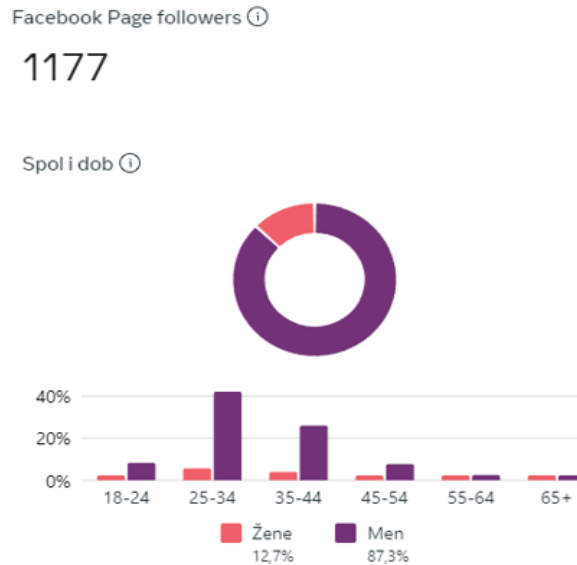 Facebook Page followers
1177
Spol i dob
40%
20%
0%
18-24 25-34 35-44 45-54 55-64 65+
Žene Men
12,7% 87,3%